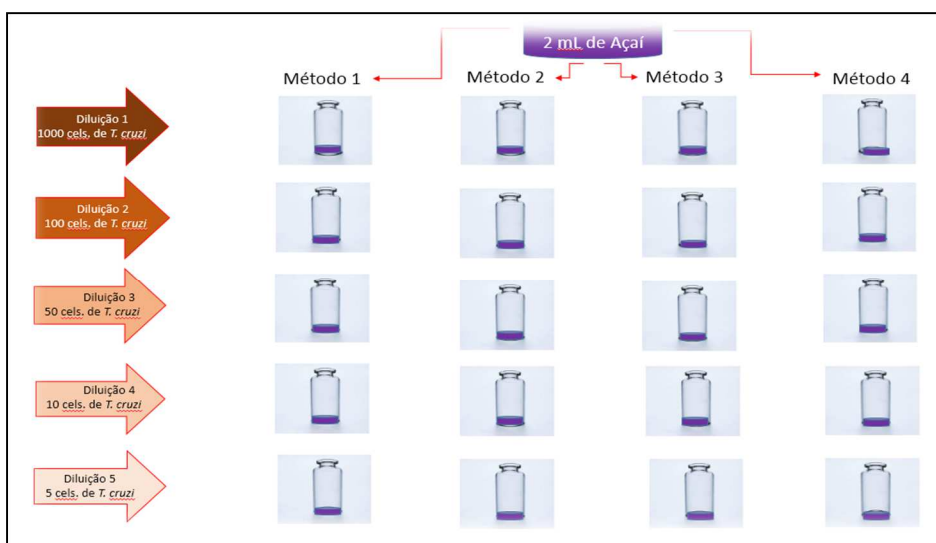 2 mL de Açaí
Método 1
Método 2
Método 3
Método 4
Diluição 1
1000 cels. de T. cruzi
Diluição 2
100 cels. de T. cruzi
Diluição 3
50 cels. de T. cruzi
Diluição 4
10 cels. de T. cruzi
Diluição 5
5 cels. de T. cruzi